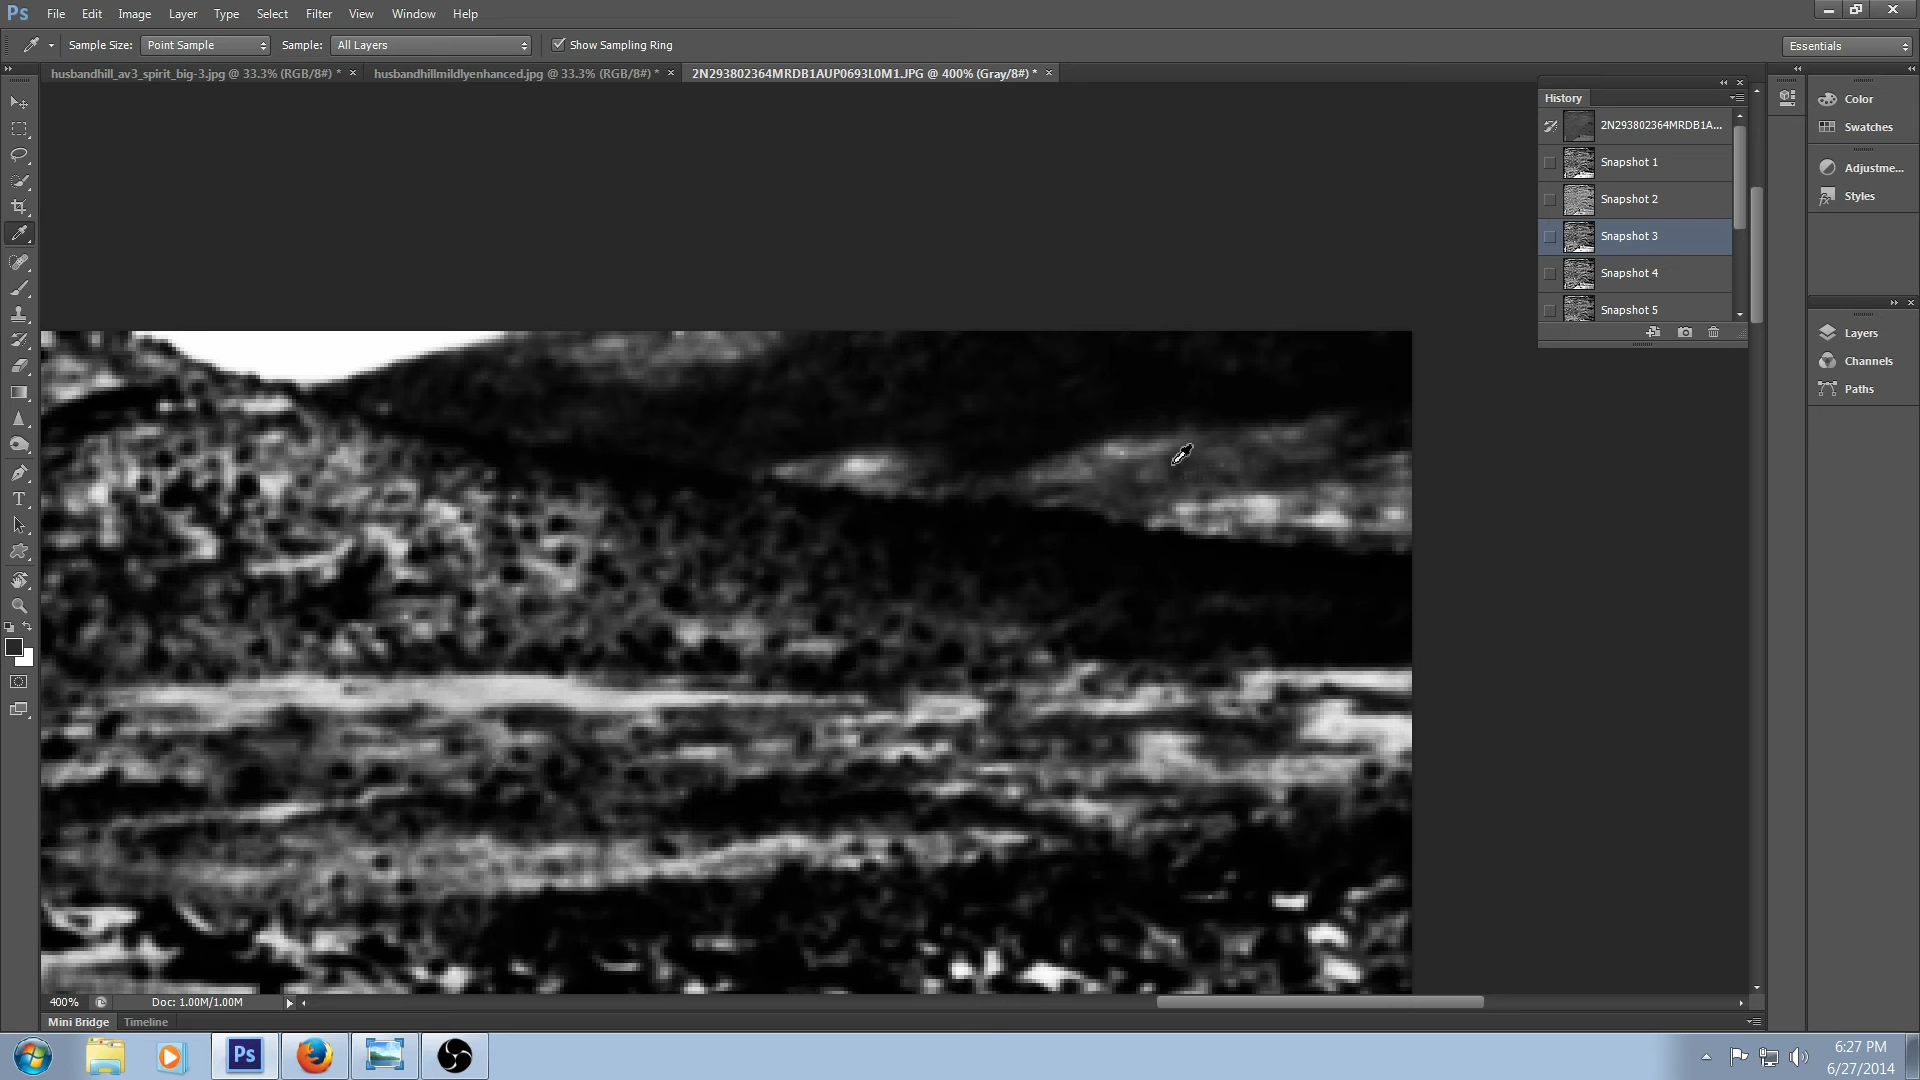 Ps File Edit Image Layer Type Select Filter View Window Help
Sample Size: Point Sample Sample: All Layers Show Sampling Ring Essentials
husbandhill_av3_spirit_big-3.jpg @ 33.3% (RGB/8#) * × husbandhillmildlyenhanced.jpg @ 33.3% (RGB/8#) * × 2N293802364MRDB1AUP0693L0M1.JPG @ 400% (Gray/8#) * ×
History
2N293802364MRDB1A...
Snapshot 1
Snapshot 2
Snapshot 3
Snapshot 4
Snapshot 5
Color
Swatches
Adjustme...
Styles
Layers
Channels
Paths
T
400% Doc: 1.00M/1.00M
Mini Bridge Timeline
Ps
6:27 PM
6/27/2014